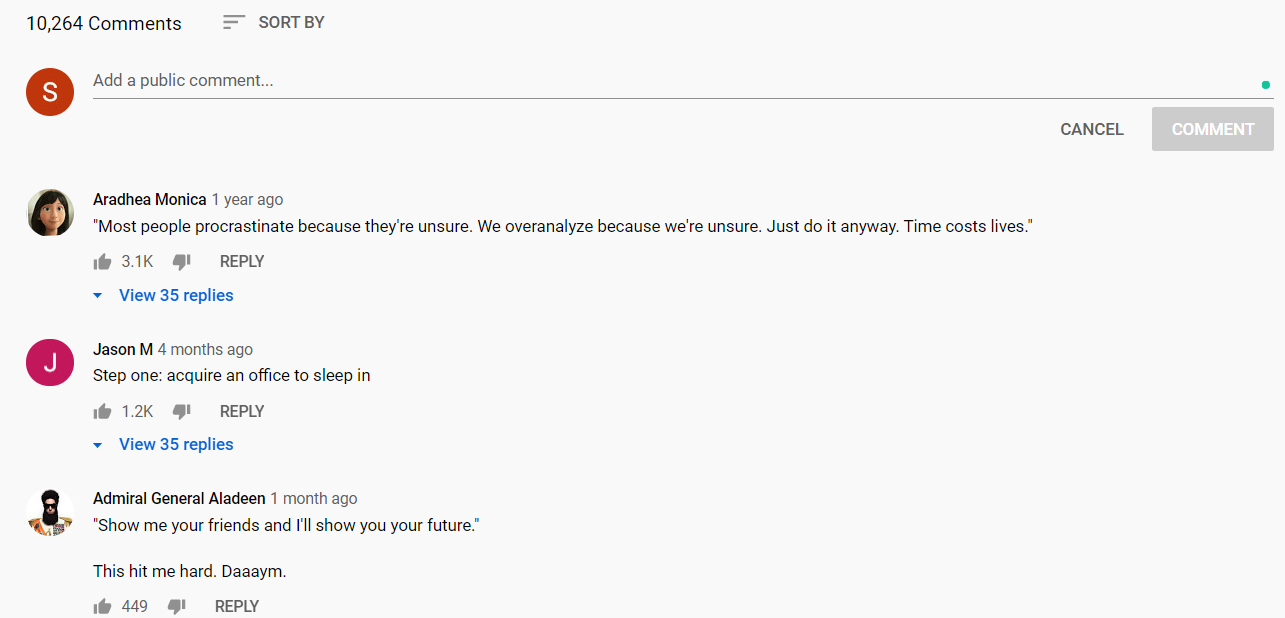 10,264 Comments SORT BY
S
Add a public comment...
CANCEL COMMENT
Aradhea Monica 1 year ago
"Most people procrastinate because they're unsure. We overanalyze because we're unsure. Just do it anyway. Time costs lives."
3.1K REPLY
View 35 replies
J
Jason M 4 months ago
Step one: acquire an office to sleep in
1.2K REPLY
View 35 replies
Admiral General Aladeen 1 month ago
"Show me your friends and I'll show you your future."
This hit me hard. Daaaym.
449 REPLY